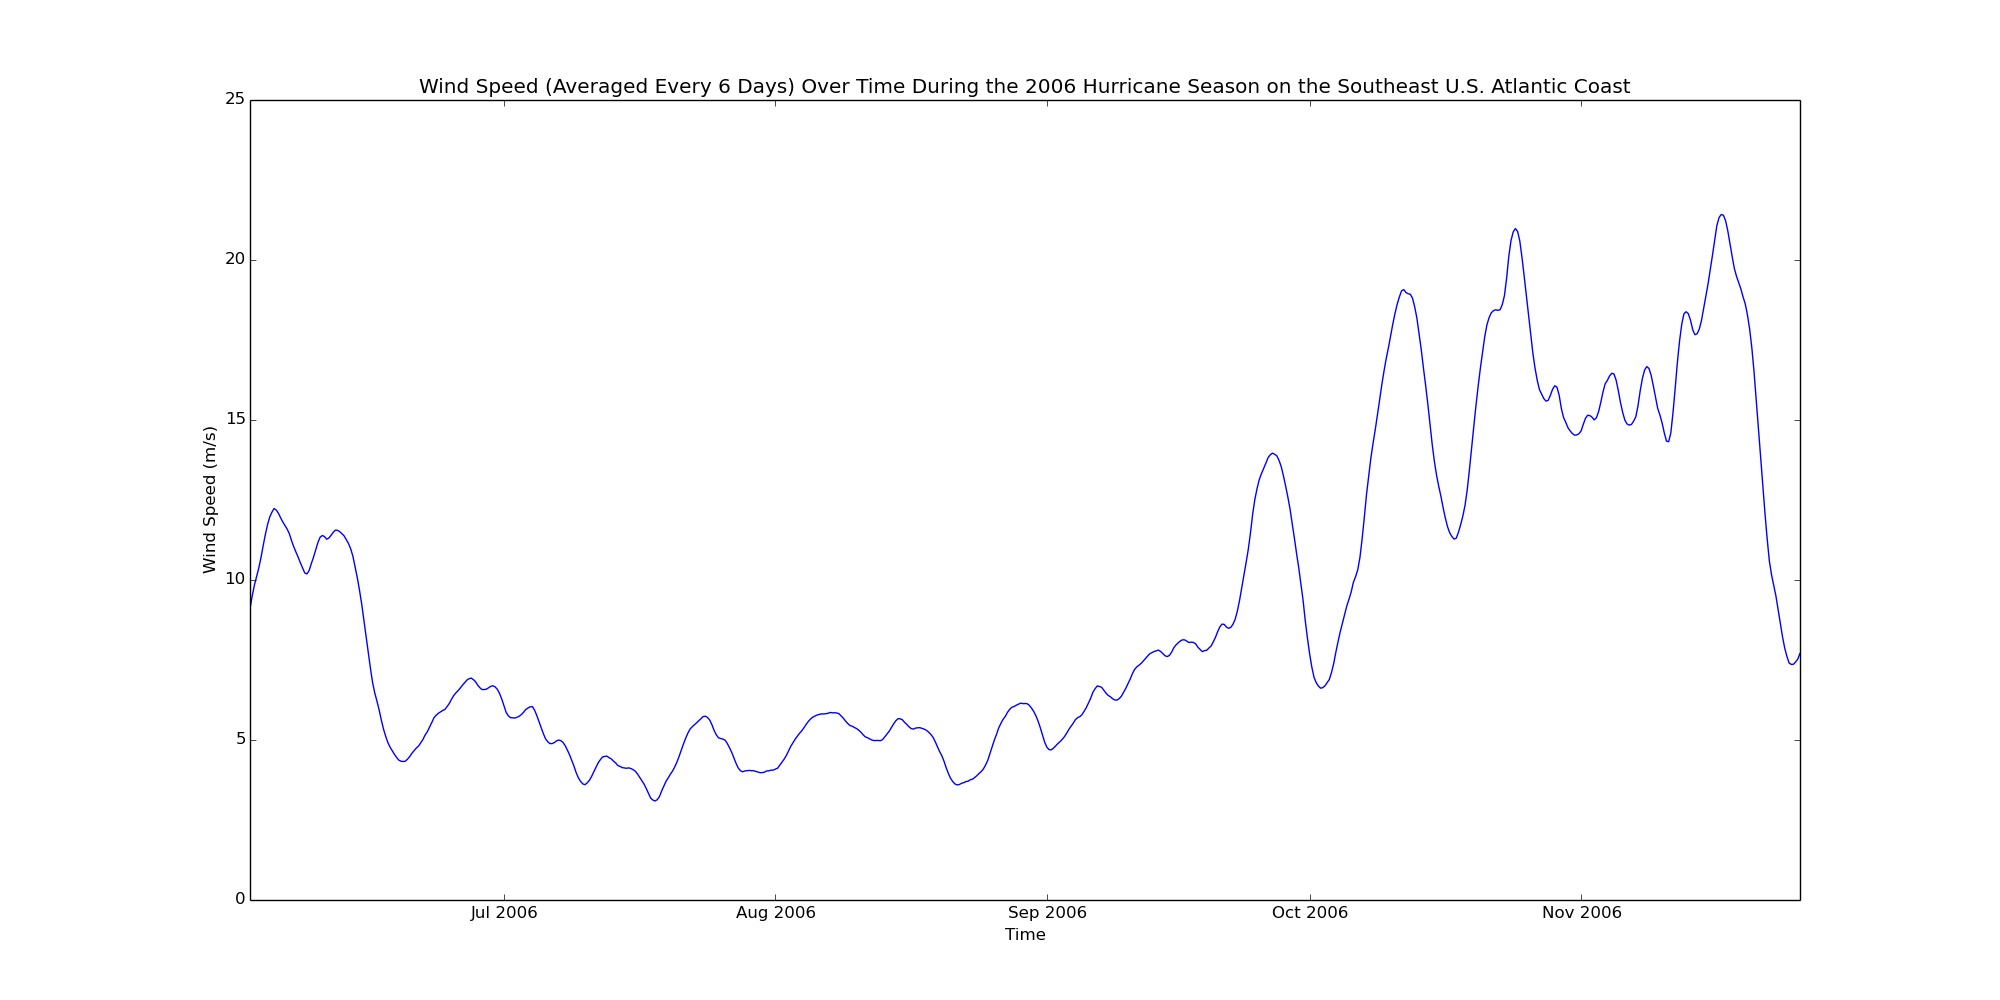 Wind Speed (Averaged Every 6 Days) Over Time During the 2006 Hurricane Season on the Southeast U.S. Atlantic Coast
25
20
15
10
5
0
Wind Speed (m/s)
Jul 2006
Aug 2006
Sep 2006
Oct 2006
Nov 2006
Time